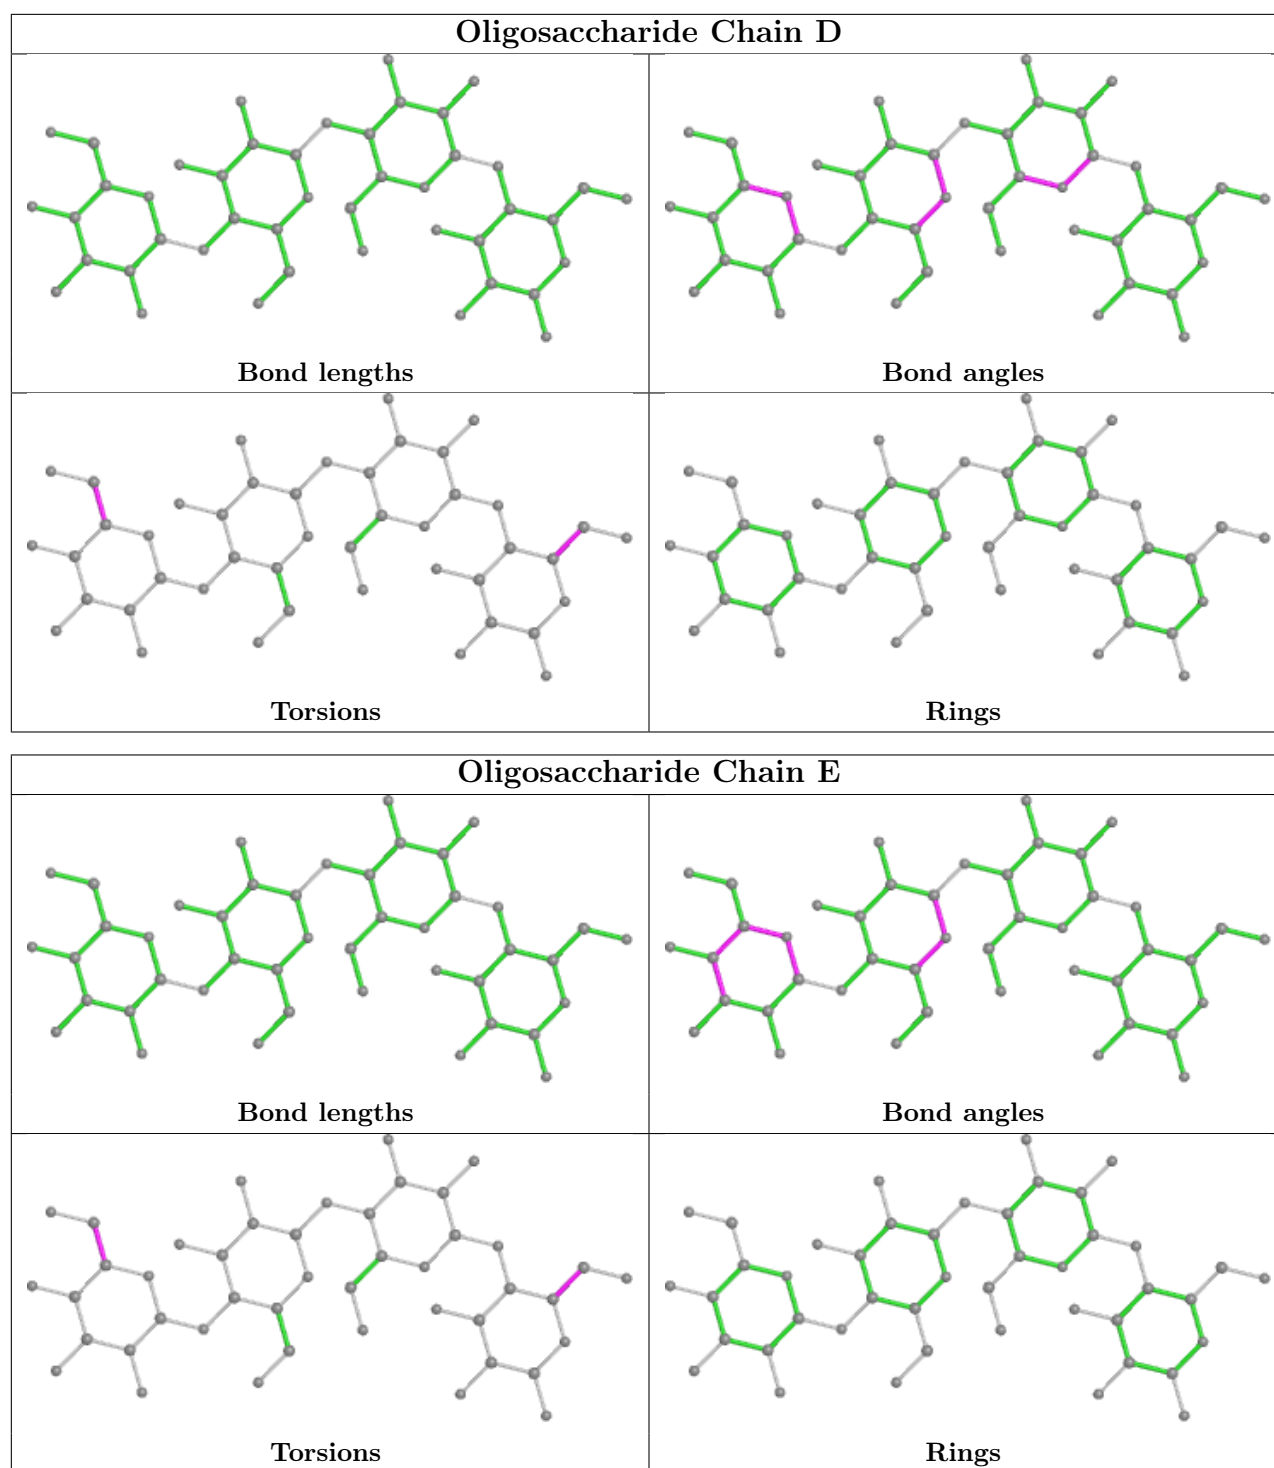 Oligosaccharide Chain D
Bond lengths
Bond angles
Torsions
Rings
Oligosaccharide Chain E
Bond lengths
Bond angles
Torsions
Rings